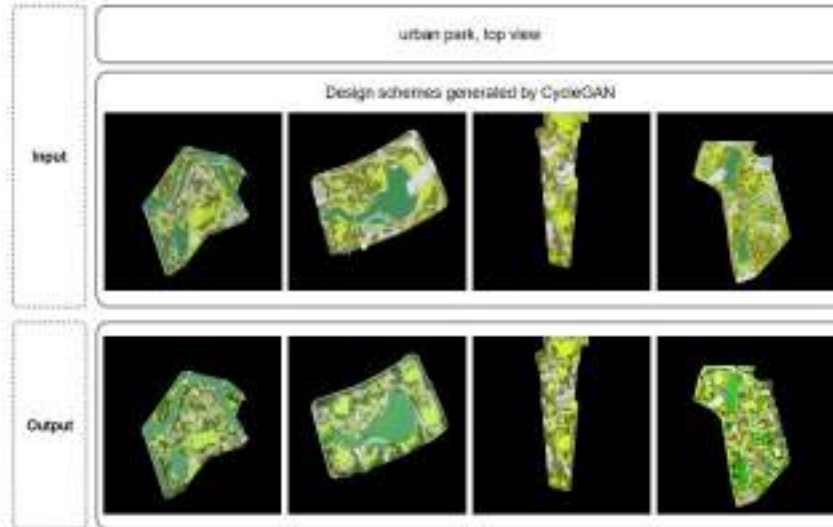 urban park, top view
Design schemes generated by CycleGAN
Input
Output